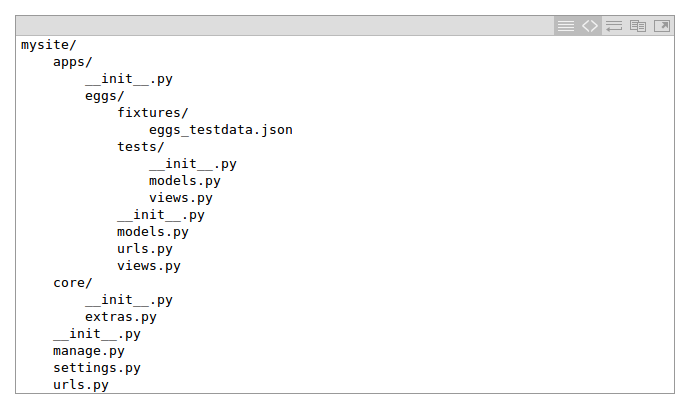 mysite/
    apps/
        __init__.py
        eggs/
            fixtures/
                eggs_testdata.json
            tests/
                __init__.py
                models.py
                views.py
            __init__.py
            models.py
            urls.py
            views.py
    core/
        __init__.py
        extras.py
    __init__.py
    manage.py
    settings.py
    urls.py